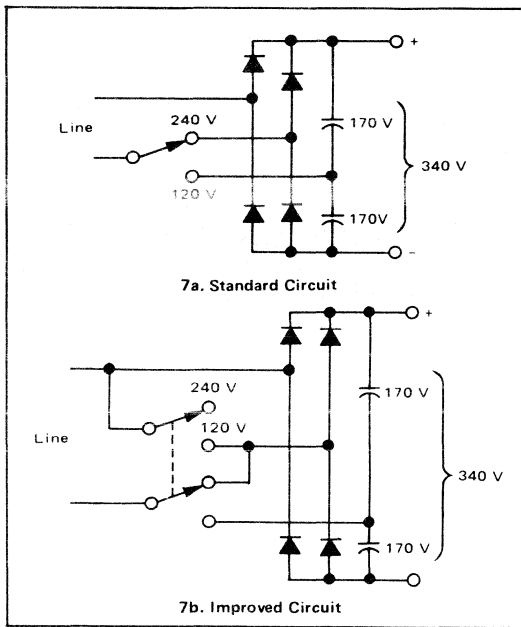 +
240 V
170 V
Line
340 V
120 V
170V
−
7a. Standard Circuit
+
240 V
170 V
120 V
Line
340 V
170 V
7b. Improved Circuit